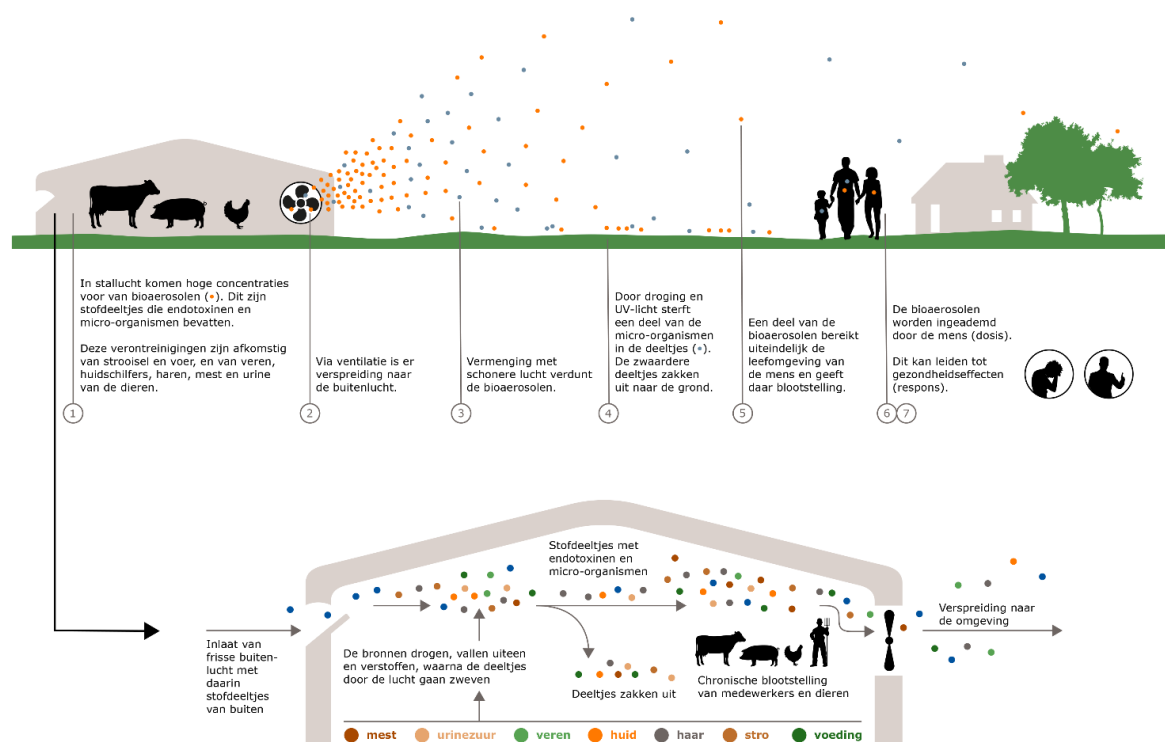 In stallucht komen hoge concentraties
voor van bioaerosolen (•). Dit zijn
stofdeeltjes die endotoxinen en
micro-organismen bevatten.
Deze verontreinigingen zijn afkomstig
van strooisel en voer, en van veren,
huidschilfers, haren, mest en urine
van de dieren.
1
Via ventilatie is er
verspreiding naar
de buitenlucht.
2
Vermenging met
schonere lucht verdunt
de bioaerosolen.
3
Door droging en
UV-licht sterft
een deel van de
micro-organismen
in de deeltjes (•).
De zwaardere
deeltjes zakken
uit naar de grond.
4
Een deel van de
bioaerosolen bereikt
uiteindelijk de
leefomgeving van
de mens en geeft
daar blootstelling.
5
De bioaerosolen
worden ingeademd
door de mens (dosis).
Dit kan leiden tot
gezondheidseffecten
(respons).
6 7
Inlaat van
frisse buiten-
lucht met
daarin
stofdeeltjes
van buiten
De bronnen drogen, vallen uiteen
en verstoffen, waarna de deeltjes
door de lucht gaan zweven
Stofdeeltjes met
endotoxinen en
micro-organismen
Deeltjes zakken uit
Chronische blootstelling
van medewerkers en dieren
Verspreiding naar
de omgeving
mest urinezuur veren huid haar stro voeding